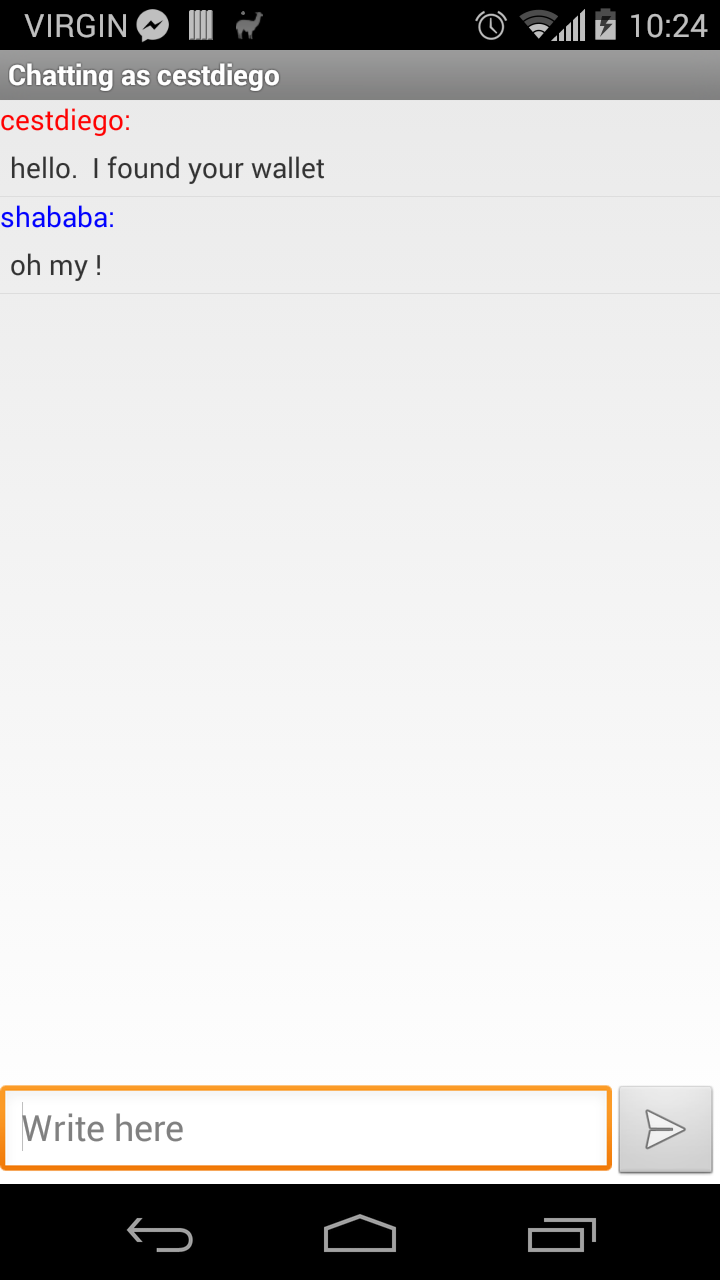 VIRGIN 10:24
Chatting as cestdiego
cestdiego:
hello.  I found your wallet
shababa:
oh my !
Write here